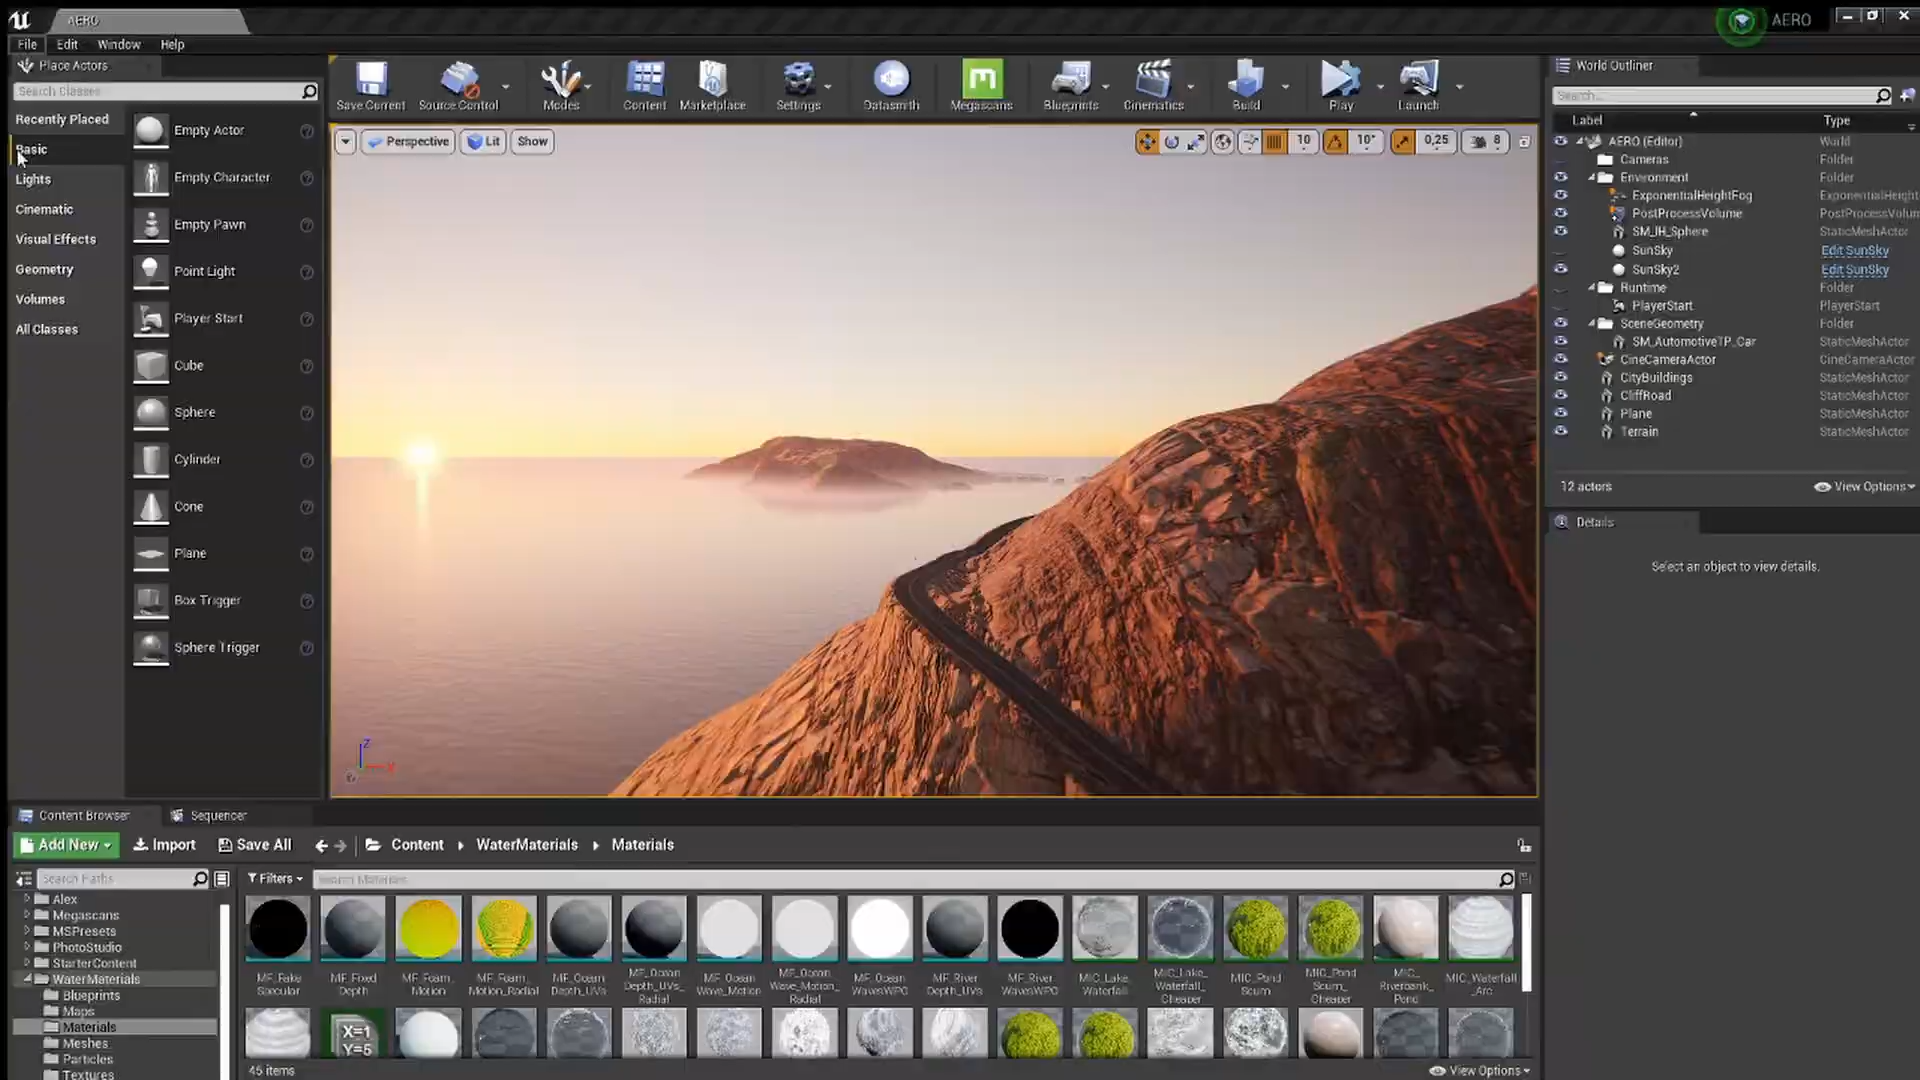 AERO
AERO
File Edit Window Help
Place Actors
Search Classes
Recently Placed
Basic
Lights
Cinematic
Visual Effects
Geometry
Volumes
All Classes
Empty Actor
Empty Character
Empty Pawn
Point Light
Player Start
Cube
Sphere
Cylinder
Cone
Plane
Box Trigger
Sphere Trigger
Save Current Source Control Modes Content Marketplace Settings Datasmith Megascans Blueprints Cinematics Build Play Launch
Perspective Lit Show 10 10° 0,25 8
World Outliner
Search...
Label Type
AERO (Editor) World
Cameras Folder
Environment Folder
ExponentialHeightFog ExponentialHeight
PostProcessVolume PostProcessVolum
SM_IH_Sphere StaticMeshActor
SunSky Edit SunSky
SunSky2 Edit SunSky
Runtime Folder
PlayerStart PlayerStart
SceneGeometry Folder
SM_AutomotiveTP_Car StaticMeshActor
CineCameraActor CineCameraActor
CityBuildings StaticMeshActor
CliffRoad StaticMeshActor
Plane StaticMeshActor
Terrain StaticMeshActor
12 actors View Options
Details
Select an object to view details.
Z
Content Browser Sequencer
Add New Import Save All Content WaterMaterials Materials
Search Paths
Filters Search Materials
Alex
Megascans
MSPresets
PhotoStudio
StarterContent
WaterMaterials
Blueprints
Maps
Materials
Meshes
Particles
Textures
MF_Fake Specular
MF_Fixed Depth
MF_Foam_ Motion
MF_Foam_ Motion_Radial
MF_Ocean Depth_UVs
MF_Ocean Depth_UVs_ Radial
MF_Ocean Wave_Motion
MF_Ocean Wave_Motion_ Radial
MF_Ocean WavesWPO
MF_River Depth_UVs
MF_River WavesWPO
MIC_Lake_ Waterfall
MIC_Lake_ Waterfall_ Cheaper
MIC_Pond Scum
MIC_Pond Scum_ Cheaper
MIC_ Riverbank_ Pond
MIC_Waterfall _Arc
X=1
Y=5
45 items View Options